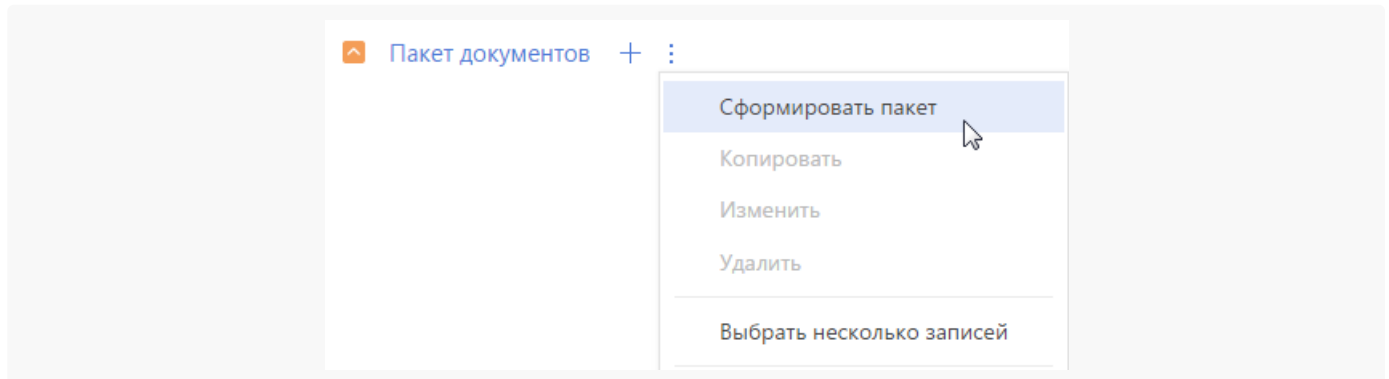 Пакет документов
Сформировать пакет
Копировать
Изменить
Удалить
Выбрать несколько записей